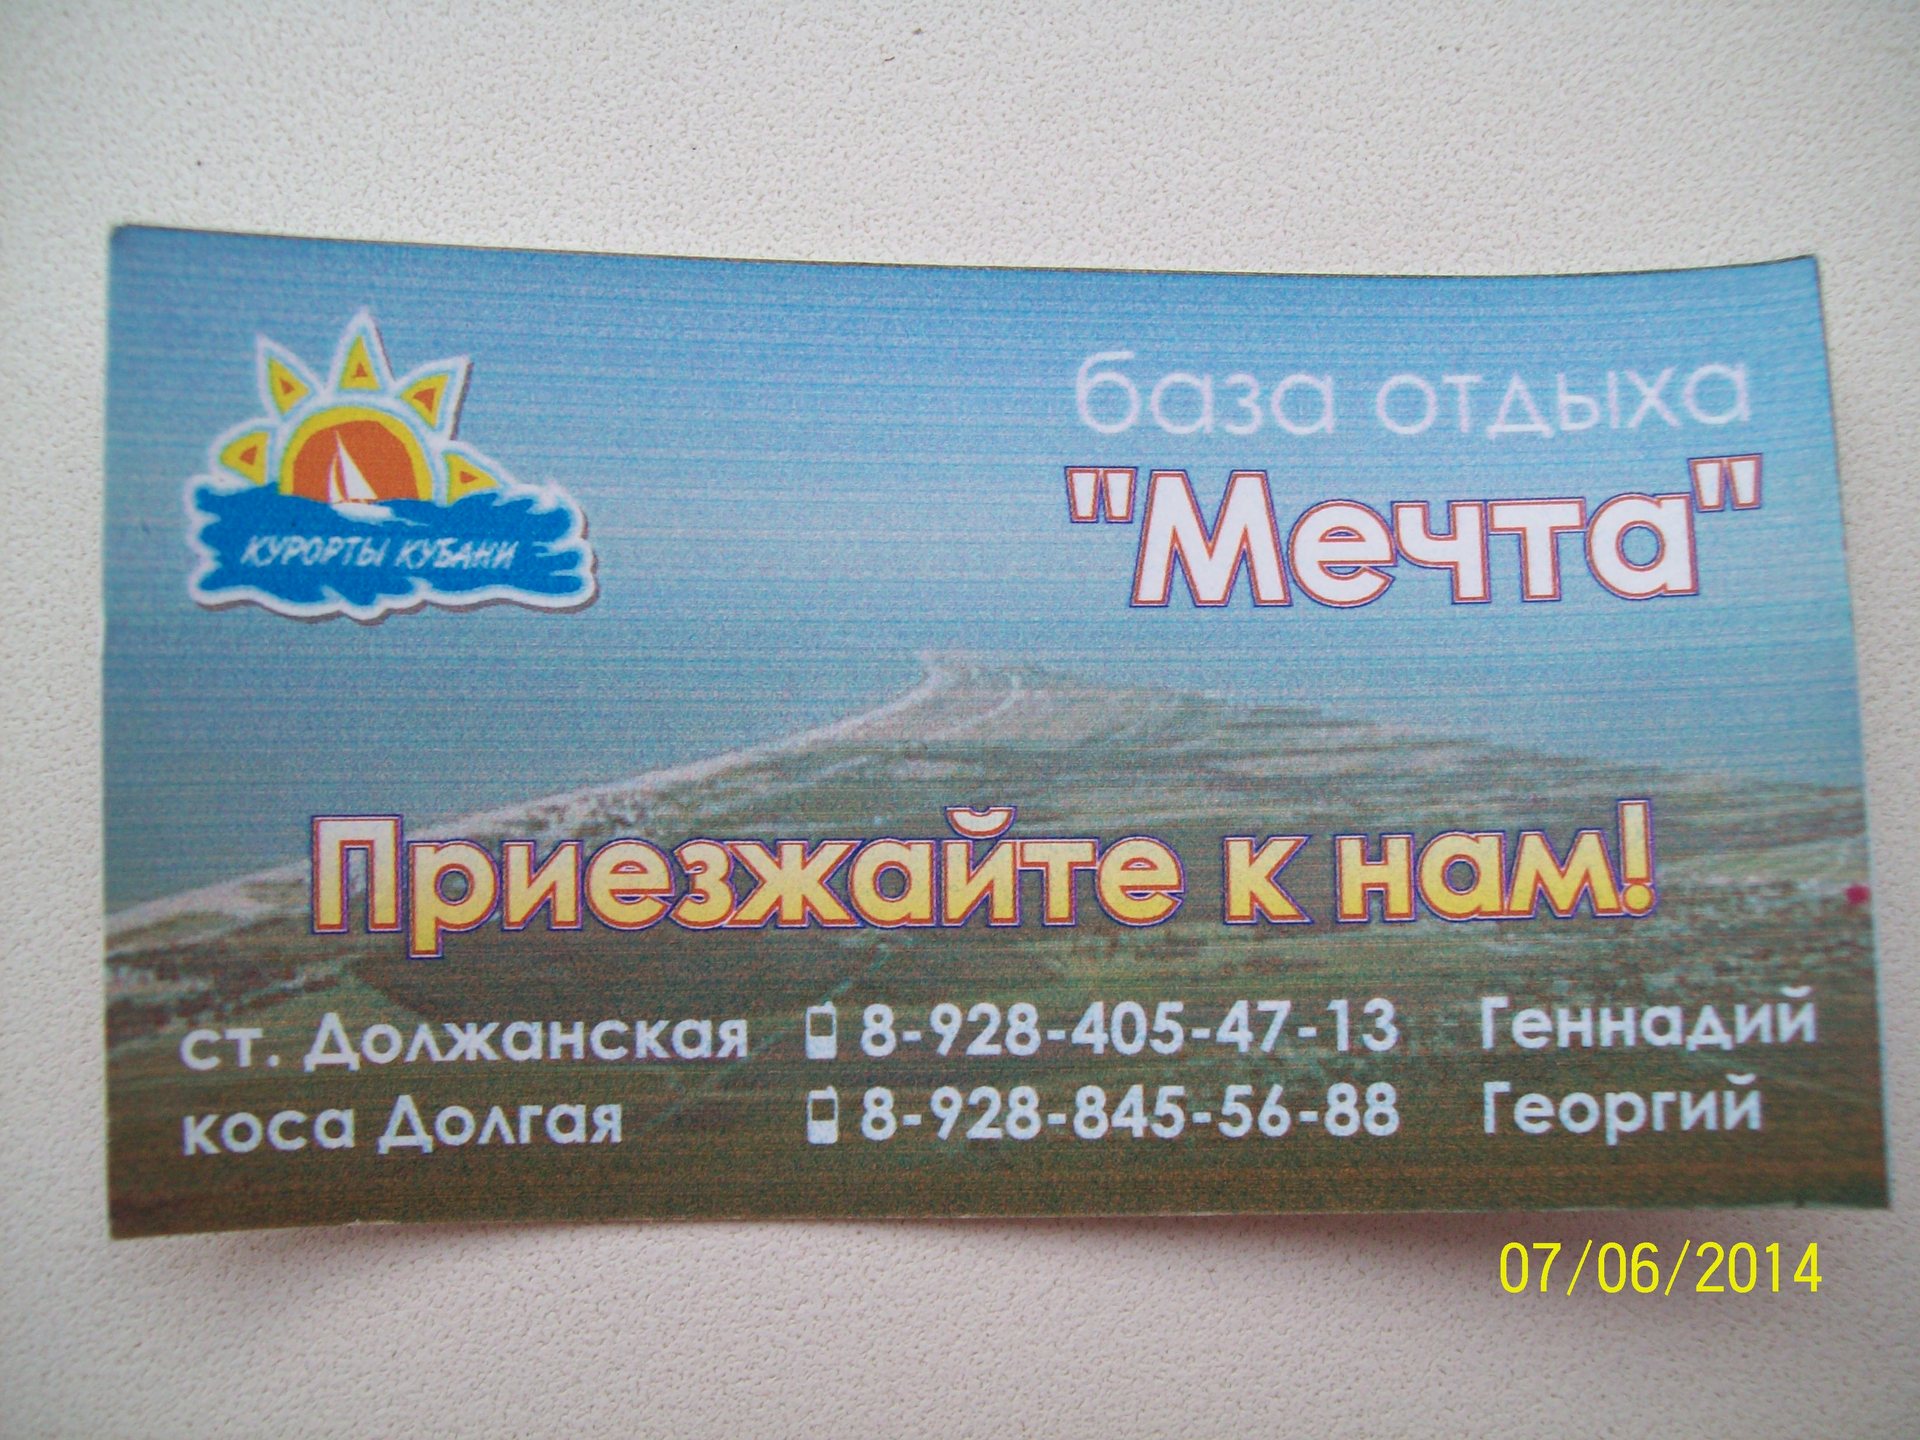 КУРОРТЫ КУБАНИ
база отдыха
"Мечта"
Приезжайте к нам!
ст. Должанская 8-928-405-47-13 Геннадий
коса Долгая 8-928-845-56-88 Георгий
07/06/2014